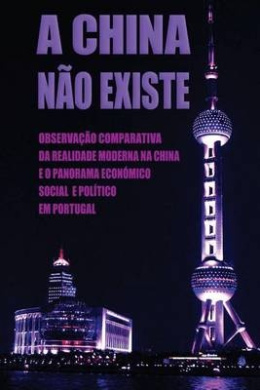 A CHINA
NÃO EXISTE
OBSERVAÇÃO COMPARATIVA
DA REALIDADE MODERNA NA CHINA
E O PANORAMA ECONÓMICO
SOCIAL E POLÍTICO
EM PORTUGAL